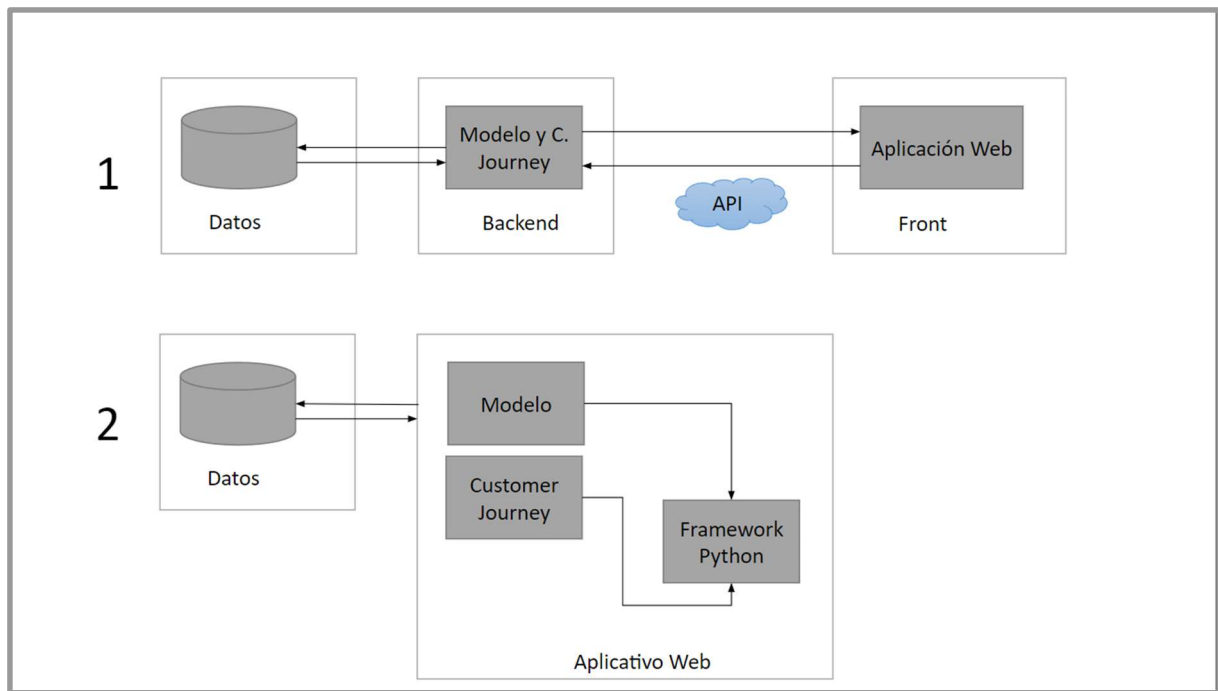 1
Modelo y C.
Journey
Aplicación Web
API
Datos
Backend
Front
2
Modelo
Customer
Journey
Datos
Framework
Python
Aplicativo Web